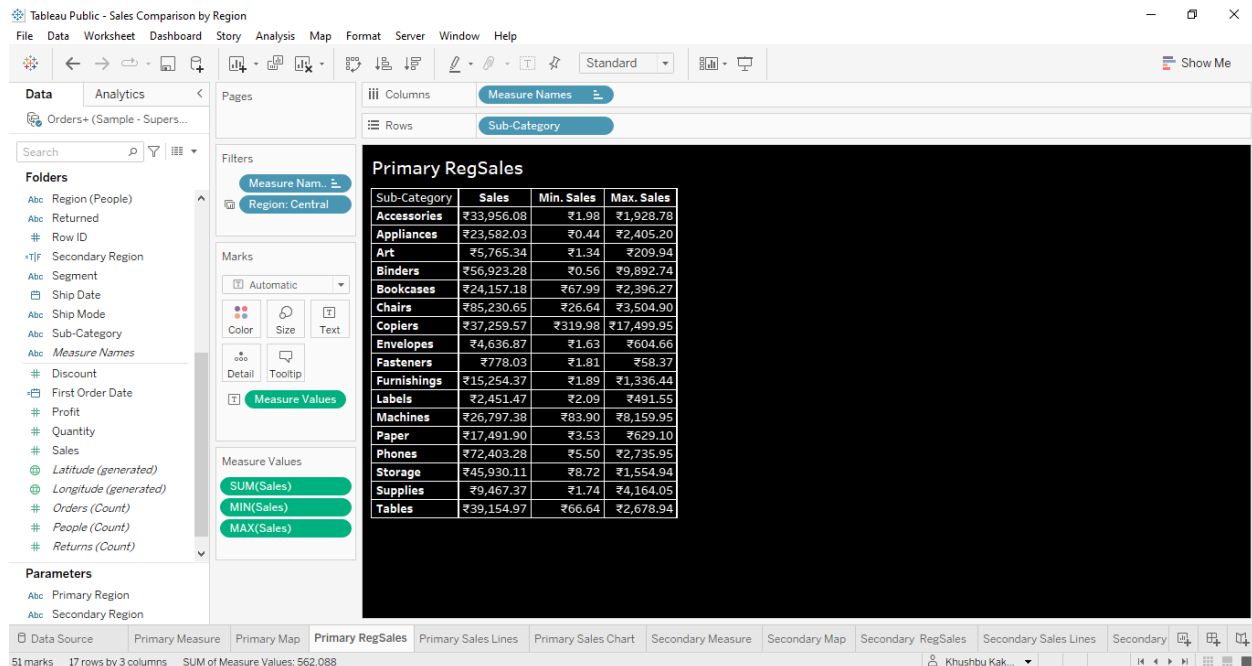 Tableau Public - Sales Comparison by Region
File Data Worksheet Dashboard Story Analysis Map Format Server Window Help
Standard
Show Me
Data Analytics
Orders+ (Sample - Supers...
Search
Folders
Abc Region (People)
Abc Returned
# Row ID
=T|F Secondary Region
Abc Segment
Ship Date
Abc Ship Mode
Abc Sub-Category
Abc Measure Names
# Discount
First Order Date
# Profit
# Quantity
# Sales
Latitude (generated)
Longitude (generated)
# Orders (Count)
# People (Count)
# Returns (Count)
Parameters
Abc Primary Region
Abc Secondary Region
Pages
Filters
Measure Nam..
Region: Central
Marks
Automatic
Color Size Text
Detail Tooltip
Measure Values
Measure Values
SUM(Sales)
MIN(Sales)
MAX(Sales)
Columns Measure Names
Rows Sub-Category
Primary RegSales
Sub-Category Sales Min. Sales Max. Sales
Accessories ₹33,956.08 ₹1.98 ₹1,928.78
Appliances ₹23,582.03 ₹0.44 ₹2,405.20
Art ₹5,765.34 ₹1.34 ₹209.94
Binders ₹56,923.28 ₹0.56 ₹9,892.74
Bookcases ₹24,157.18 ₹67.99 ₹2,396.27
Chairs ₹85,230.65 ₹26.64 ₹3,504.90
Copiers ₹37,259.57 ₹319.98 ₹17,499.95
Envelopes ₹4,636.87 ₹1.63 ₹604.66
Fasteners ₹778.03 ₹1.81 ₹58.37
Furnishings ₹15,254.37 ₹1.89 ₹1,336.44
Labels ₹2,451.47 ₹2.09 ₹491.55
Machines ₹26,797.38 ₹83.90 ₹8,159.95
Paper ₹17,491.90 ₹3.53 ₹629.10
Phones ₹72,403.28 ₹5.50 ₹2,735.95
Storage ₹45,930.11 ₹8.72 ₹1,554.94
Supplies ₹9,467.37 ₹1.74 ₹4,164.05
Tables ₹39,154.97 ₹66.64 ₹2,678.94
Data Source Primary Measure Primary Map Primary RegSales Primary Sales Lines Primary Sales Chart Secondary Measure Secondary Map Secondary RegSales Secondary Sales Lines Secondary
51 marks 17 rows by 3 columns SUM of Measure Values: 562,088 Khushbu Kak...